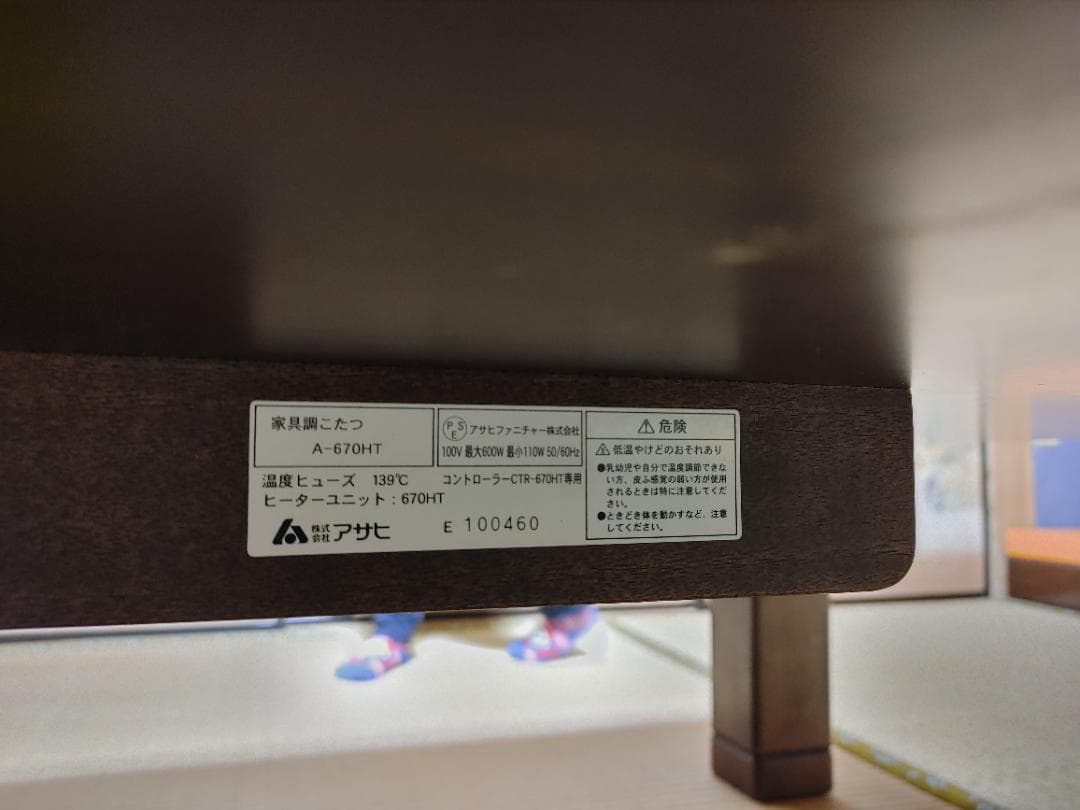 家具調こたつ
A-670HT
PSE アサヒファニチャー株式会社
100V 最大600W 最小110W 50/60Hz
温度ヒューズ 139℃ コントローラーCTR-670HT専用
ヒーターユニット：670HT
株式会社 アサヒ E 100460
⚠危険
⚠低温やけどのおそれあり
●乳幼児や自分で温度調節できな
い方、皮ふ感覚の弱い方が使用
されるときは特に注意してくだ
さい。
●ときどき体を動かすなど、注意
してください。